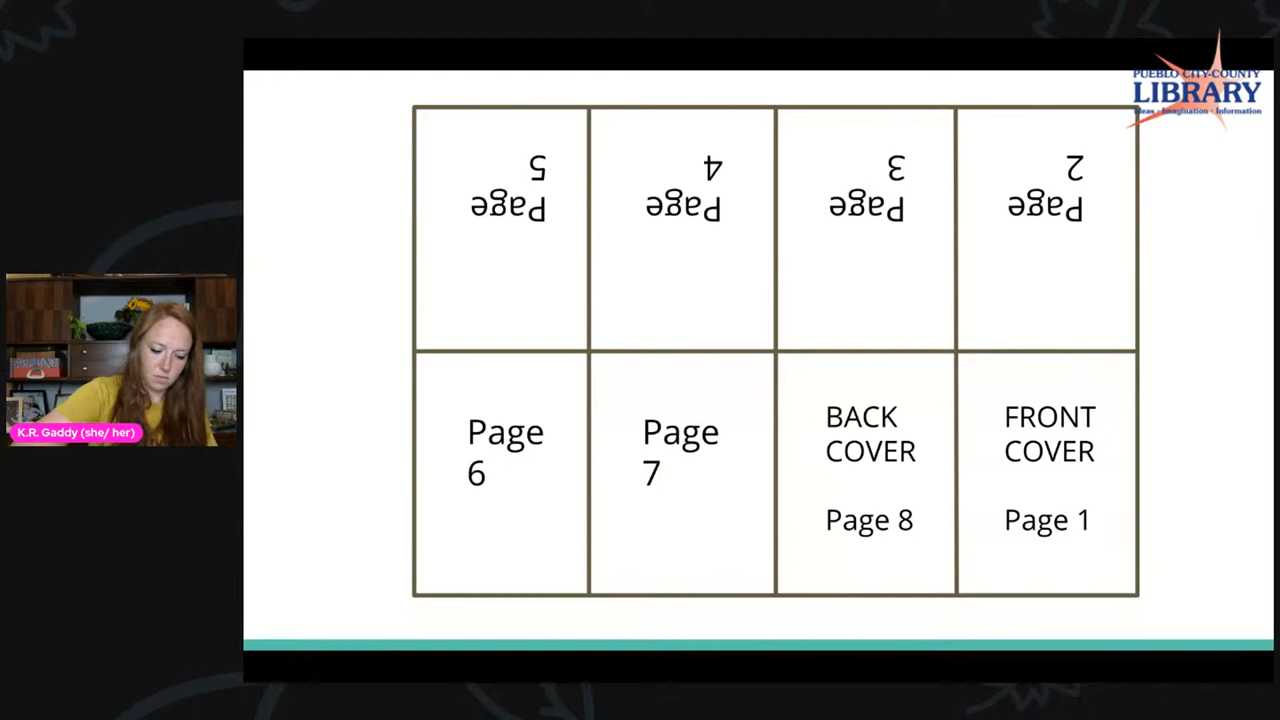 PUEBLO CITY-COUNTY
LIBRARY
Ideas · Imagination · Information
5
Page
4
Page
3
Page
2
Page
Page
6
Page
7
BACK
COVER
Page 8
FRONT
COVER
Page 1
K.R. Gaddy (she/ her)